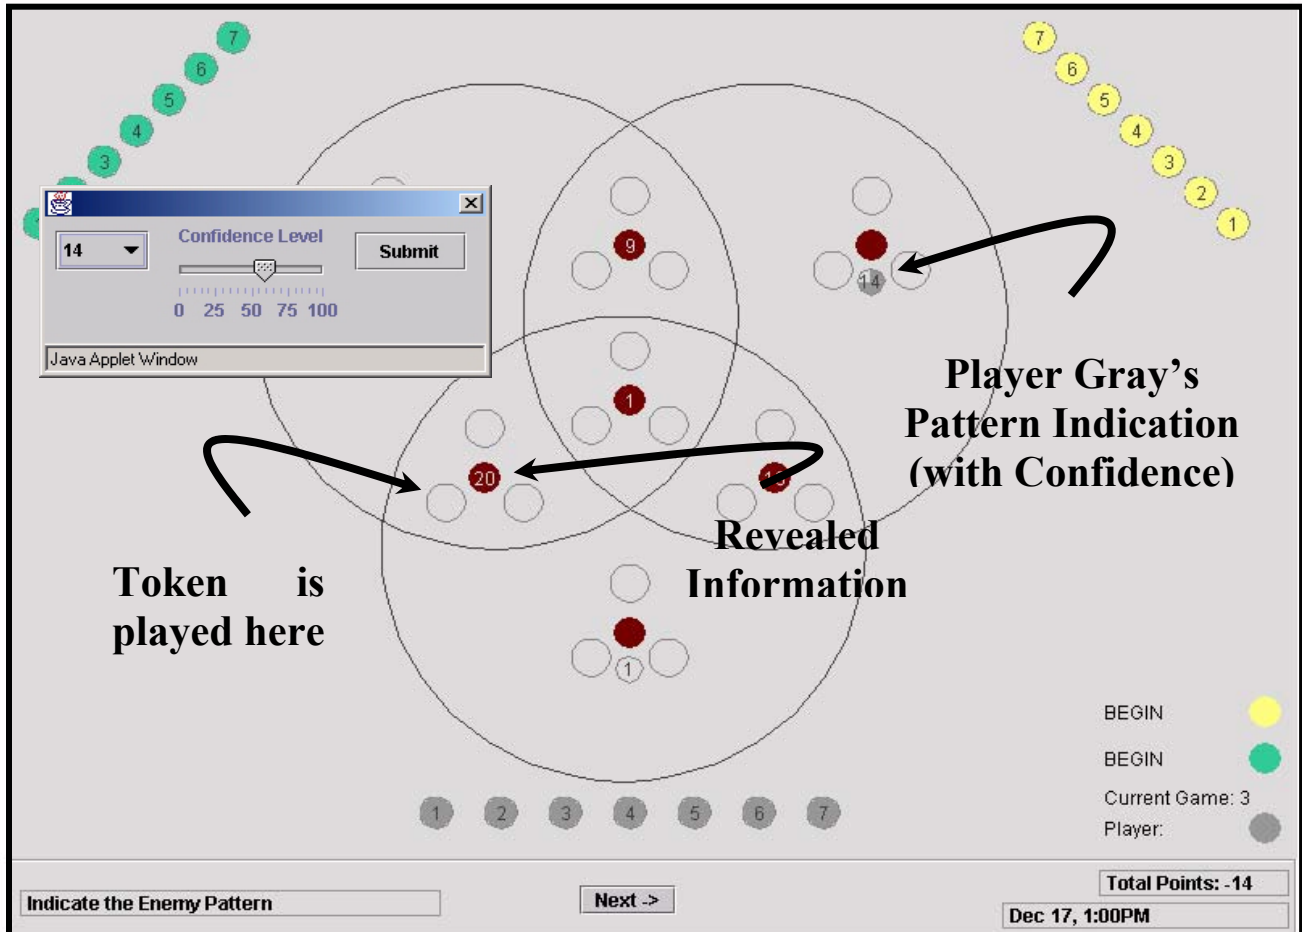 7
6
5
4
3
7
6
5
4
3
2
1
14
Confidence Level
Submit
0 25 50 75 100
Java Applet Window
9
14
1
20
Player Gray’s
Pattern Indication
(with Confidence)
Revealed
Information
Token is
played here
1
1 2 3 4 5 6 7
BEGIN
BEGIN
Current Game: 3
Player:
Indicate the Enemy Pattern
Next ->
Total Points: -14
Dec 17, 1:00PM